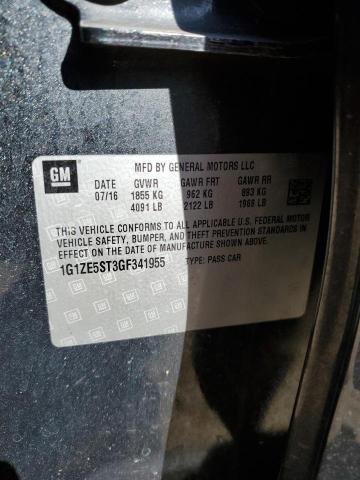 GM
MFD BY GENERAL MOTORS LLC
DATE GVWR GAWR FRT GAWR RR
07/16 1855 KG 962 KG 893 KG
4091 LB 2122 LB 1969 LB
THIS VEHICLE CONFORMS TO ALL APPLICABLE U.S. FEDERAL MOTOR
VEHICLE SAFETY, BUMPER, AND THEFT PREVENTION STANDARDS IN
EFFECT ON THE DATE OF MANUFACTURE SHOWN ABOVE.
1G1ZE5ST3GF341955 TYPE: PASS CAR